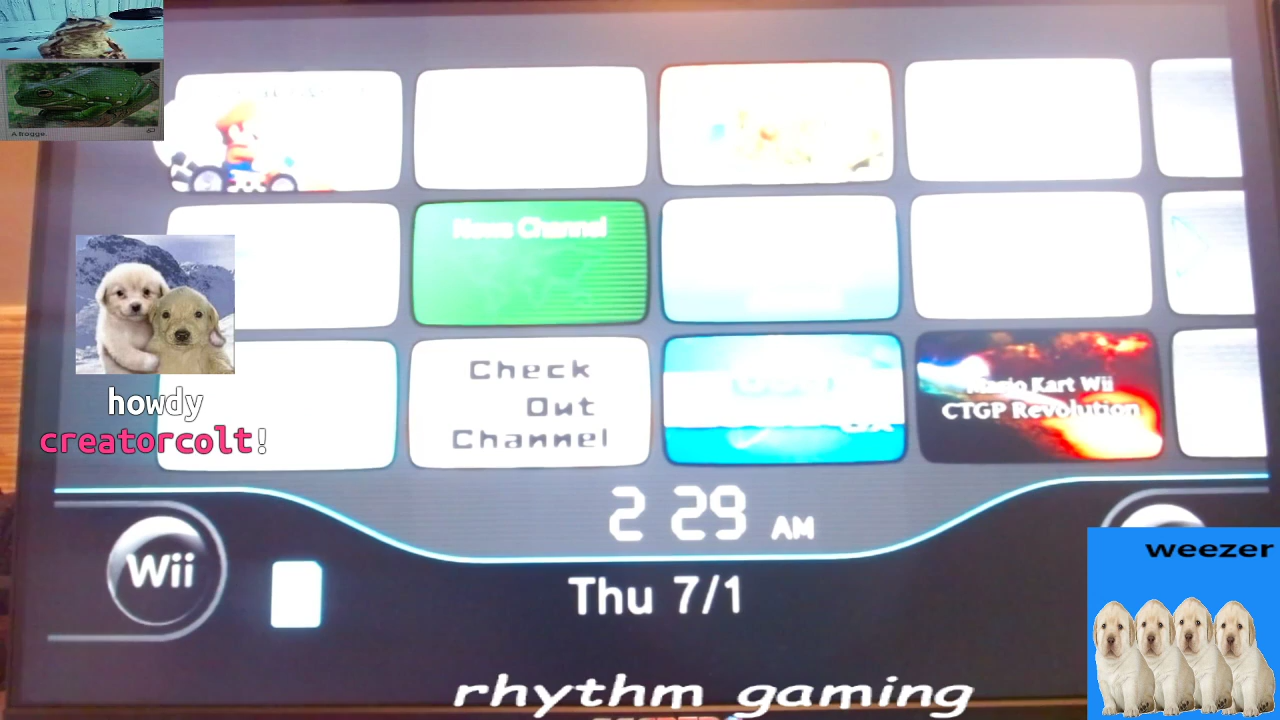 A frogge.
News Channel
Check
Out
Channel
Mario Kart Wii
CTGP Revolution
howdy
creatorcolt!
2 29 AM
Wii
Thu 7/1
weezer
rhythm gaming